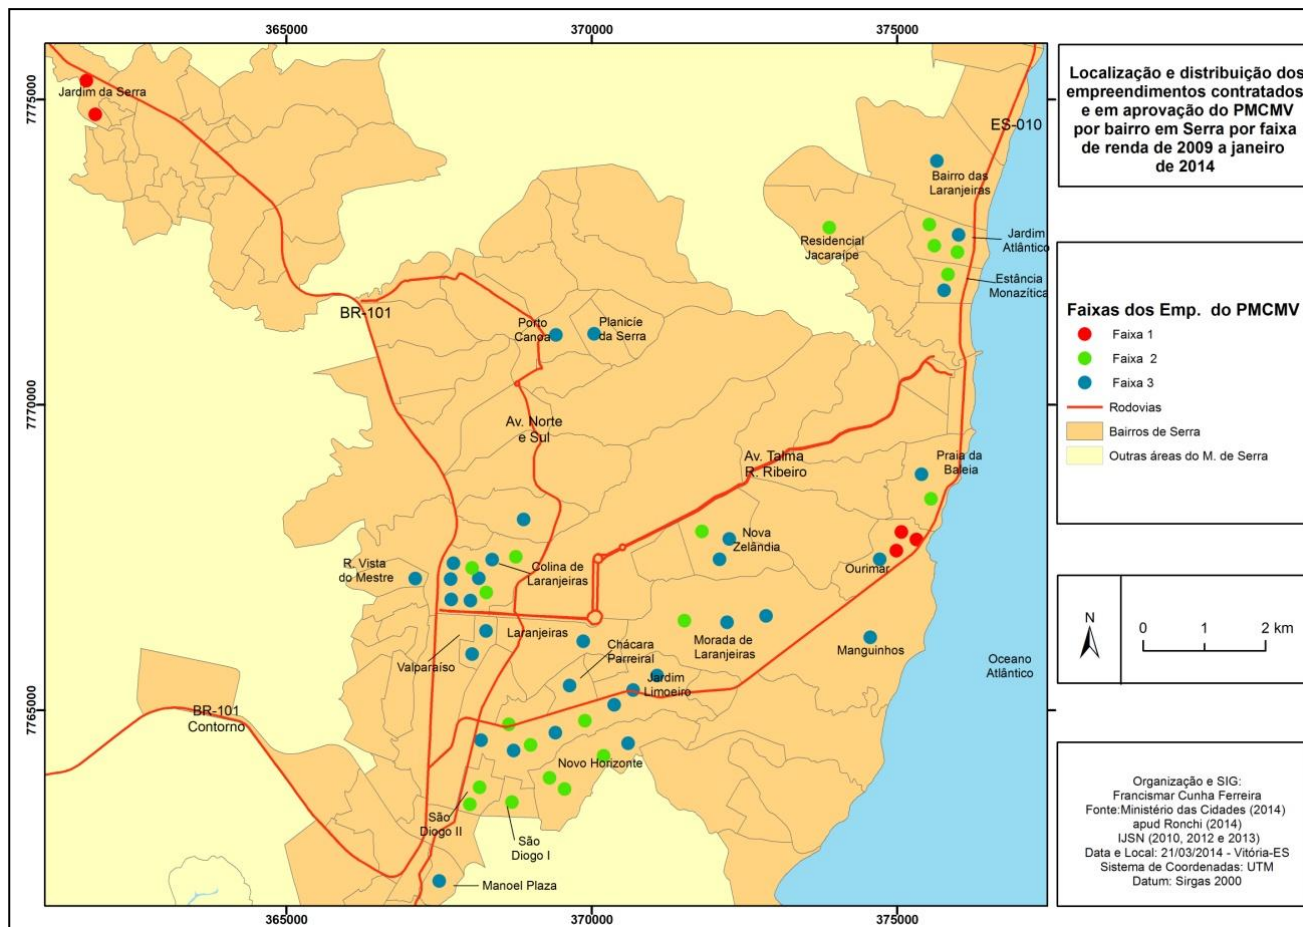 365000
370000
375000
7775000
7770000
7765000
Jardim da Serra
BR-101
Porto
Canoa
Planicíe
da Serra
Av. Norte
e Sul
Av. Talma
R. Ribeiro
ES-010
Bairro das
Laranjeiras
Residencial
Jacaraípe
Jardim
Atlântico
Estância
Monazítica
Praia da
Baleia
Nova
Zelândia
Ourimar
R. Vista
do Mestre
Colina de
Laranjeiras
Laranjeiras
Valparaíso
Chácara
Parreiral
Morada de
Laranjeiras
Manguinhos
Jardim
Limoeiro
Oceano
Atlântico
BR-101
Contorno
Novo Horizonte
São
Diogo II
São
Diogo I
Manoel Plaza
7775000
7770000
7765000
365000
370000
375000
Localização e distribuição dos
empreendimentos contratados
e em aprovação do PMCMV
por bairro em Serra por faixa
de renda de 2009 a janeiro
de 2014
Faixas dos Emp. do PMCMV
Faixa 1
Faixa 2
Faixa 3
Rodovias
Bairros de Serra
Outras áreas do M. de Serra
N
0 1 2 km
Organização e SIG:
Francismar Cunha Ferreira
Fonte:Ministério das Cidades (2014)
apud Ronchi (2014)
IJSN (2010, 2012 e 2013)
Data e Local: 21/03/2014 - Vitória-ES
Sistema de Coordenadas: UTM
Datum: Sirgas 2000